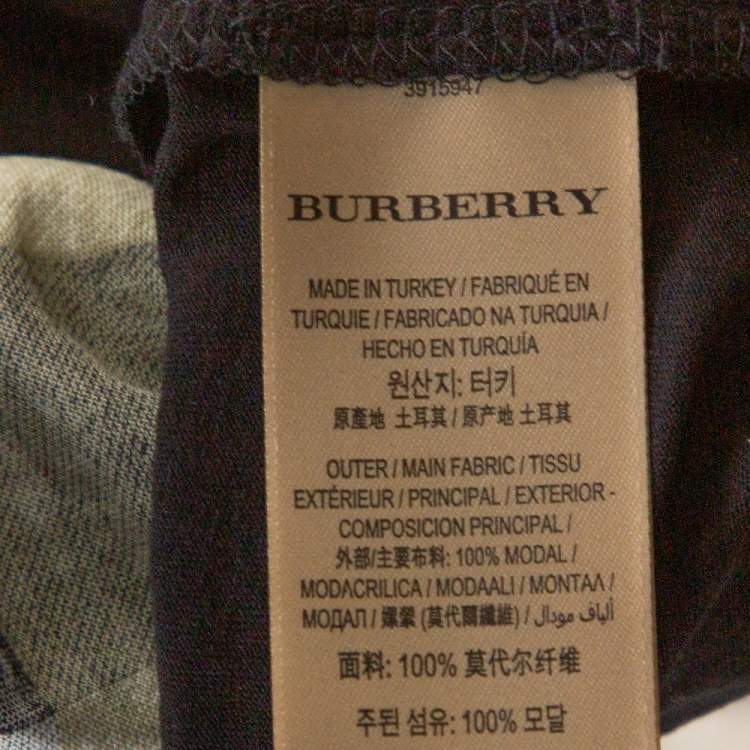 3915947
BURBERRY
MADE IN TURKEY / FABRIQUÉ EN
TURQUIE / FABRICADO NA TURQUIA /
HECHO EN TURQUÍA
원산지: 터키
原產地 土耳其 / 原产地 土耳其
OUTER / MAIN FABRIC / TISSU
EXTÉRIEUR / PRINCIPAL / EXTERIOR -
COMPOSICION PRINCIPAL /
外部/主要布料: 100% MODAL /
MODACRILICA / MODAALI / ΜΟΝΤΑΛ /
МОДАЛ / 嫘縈 (莫代爾纖維) / ألياف مودال
面料: 100% 莫代尔纤维
주된 섬유: 100% 모달